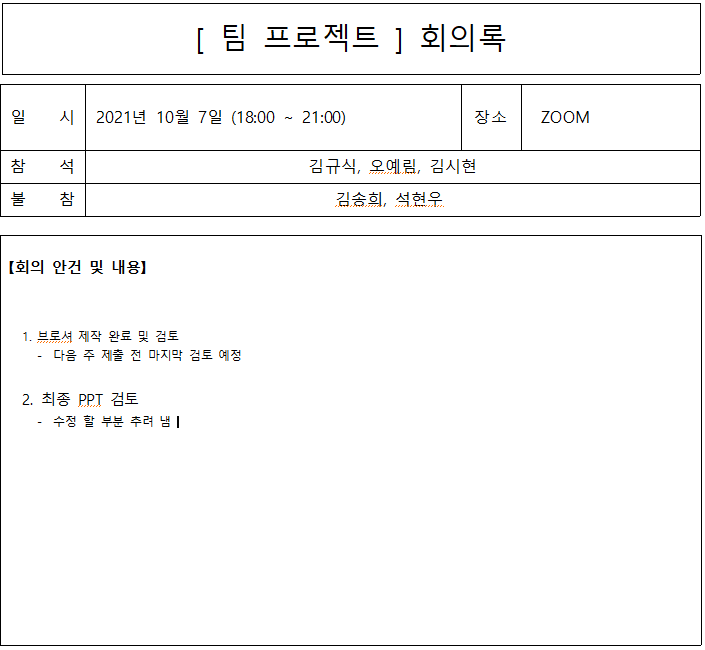 [ 팀 프로젝트 ] 회의록
일 시 2021년 10월 7일 (18:00 ~ 21:00) 장소 ZOOM
참 석 김규식, 오예림, 김시현
불 참 김송희, 석현우
【회의 안건 및 내용】
1. 브로셔 제작 완료 및 검토
- 다음 주 제출 전 마지막 검토 예정
2. 최종 PPT 검토
- 수정 할 부분 추려 냄